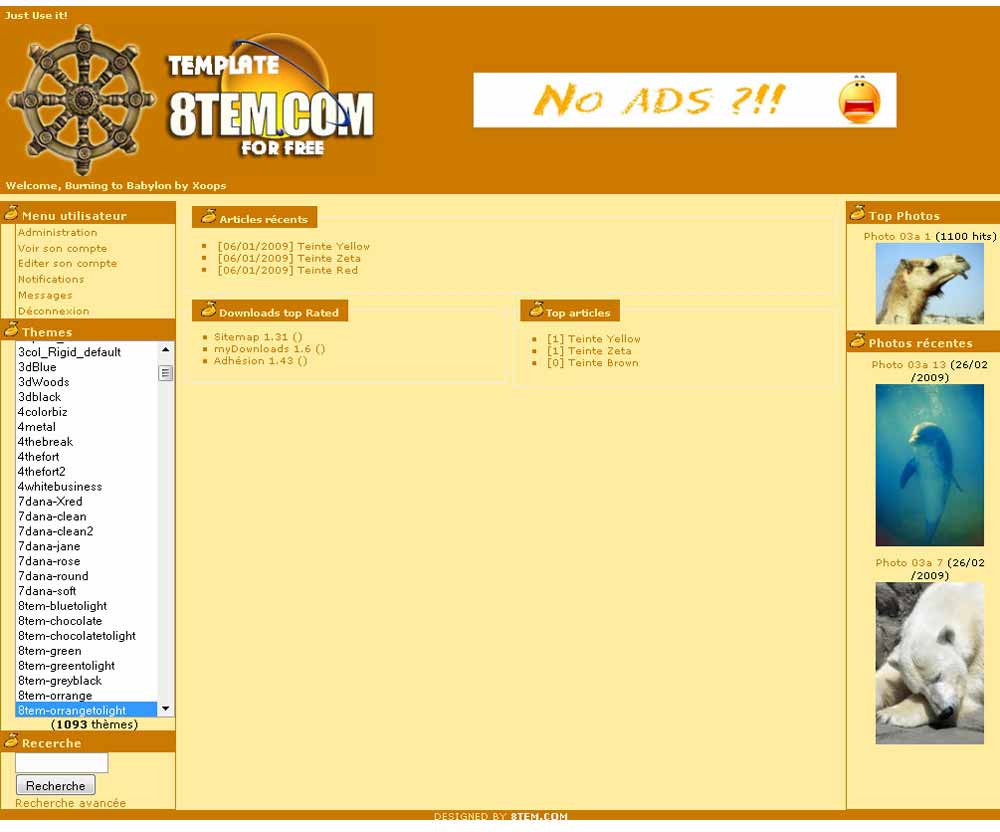 Just Use it!
TEMPLATE
8TEM.COM
FOR FREE
No ADS ?!!
Welcome, Burning to Babylon by Xoops
Menu utilisateur
Administration
Voir son compte
Editer son compte
Notifications
Messages
Déconnexion
Themes
3col_Rigid_default
3dBlue
3dWoods
3dblack
4colorbiz
4metal
4thebreak
4thefort
4thefort2
4whitebusiness
7dana-Xred
7dana-clean
7dana-clean2
7dana-jane
7dana-rose
7dana-round
7dana-soft
8tem-bluetolight
8tem-chocolate
8tem-chocolatetolight
8tem-green
8tem-greentolight
8tem-greyblack
8tem-orrange
8tem-orrangetolight
(1093 thèmes)
Recerche
Recherche
Recherche avancée
Articles récents
[06/01/2009] Teinte Yellow
[06/01/2009] Teinte Zeta
[06/01/2009] Teinte Red
Downloads top Rated
Sitemap 1.31 ()
myDownloads 1.6 ()
Adhésion 1.43 ()
Top articles
[1] Teinte Yellow
[1] Teinte Zeta
[0] Teinte Brown
Top Photos
Photo 03a 1 (1100 hits)
Photos récentes
Photo 03a 13 (26/02
/2009)
Photo 03a 7 (26/02
/2009)
DESIGNED BY 8TEM.COM